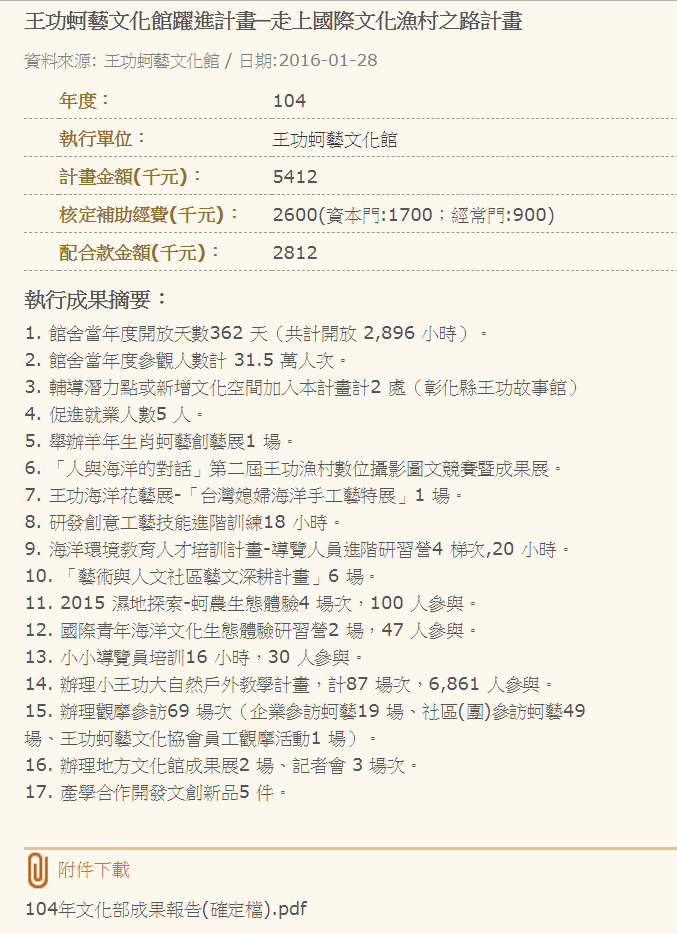 王功蚵藝文化館躍進計畫─走上國際文化漁村之路計畫
資料來源: 王功蚵藝文化館 / 日期:2016-01-28
年度： 104
執行單位： 王功蚵藝文化館
計畫金額(千元)： 5412
核定補助經費(千元)： 2600(資本門:1700；經常門:900)
配合款金額(千元)： 2812
執行成果摘要：
1. 館舍當年度開放天數362 天（共計開放 2,896 小時）。
2. 館舍當年度參觀人數計 31.5 萬人次。
3. 輔導潛力點或新增文化空間加入本計畫計2 處（彰化縣王功故事館）
4. 促進就業人數5 人。
5. 舉辦羊年生肖蚵藝創藝展1 場。
6. 「人與海洋的對話」第二屆王功漁村數位攝影圖文競賽暨成果展。
7. 王功海洋花藝展-「台灣媳婦海洋手工藝特展」1 場。
8. 研發創意工藝技能進階訓練18 小時。
9. 海洋環境教育人才培訓計畫-導覽人員進階研習營4 梯次,20 小時。
10. 「藝術與人文社區藝文深耕計畫」6 場。
11. 2015 濕地探索-蚵農生態體驗4 場次，100 人參與。
12. 國際青年海洋文化生態體驗研習營2 場，47 人參與。
13. 小小導覽員培訓16 小時，30 人參與。
14. 辦理小王功大自然戶外教學計畫，計87 場次，6,861 人參與。
15. 辦理觀摩參訪69 場次（企業參訪蚵藝19 場、社區(團)參訪蚵藝49
場、王功蚵藝文化協會員工觀摩活動1 場）。
16. 辦理地方文化館成果展2 場、記者會 3 場次。
17. 產學合作開發文創新品5 件。
附件下載
104年文化部成果報告(確定檔).pdf